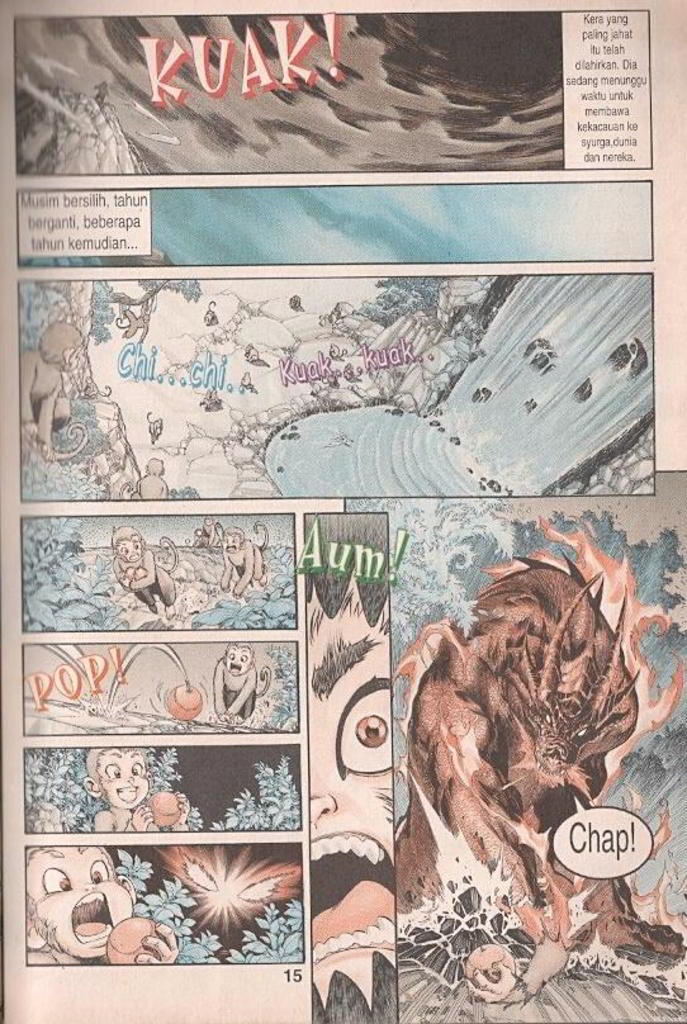 KUAK!
Kera yang
paling jahat
itu telah
dilahirkan. Dia
sedang menunggu
waktu untuk
membawa
kekacauan ke
syurga,dunia
dan nereka.
Musim bersilih, tahun
berganti, beberapa
tahun kemudian...
Chi...chi..
Kuak...kuak..
Aum!
POP!
Chap!
15